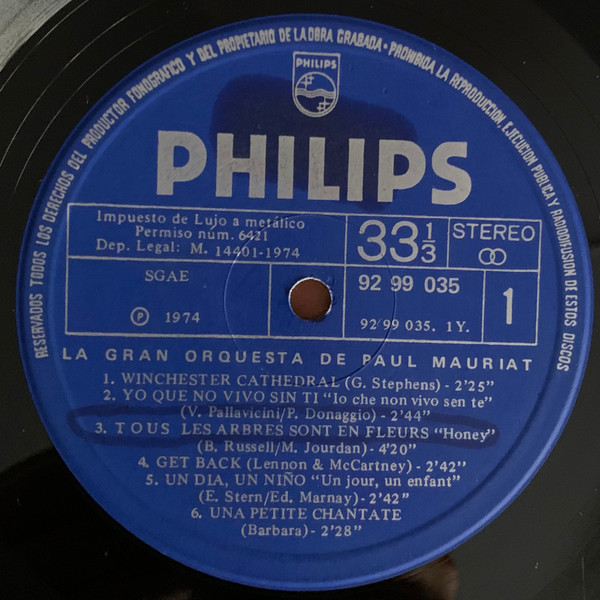 RESERVADOS TODOS LOS DERECHOS DEL PRODUCTOR FONOGRAFICO Y DEL PROPIETARIO DE LA OBRA GRABADA • PROHIBIDA LA REPRODUCCION, EJECUCION PUBLICA Y RADIODIFUSION DE ESTOS DISCOS
PHILIPS
PHILIPS
Impuesto de Lujo a metálico
Permiso núm. 6421
Dep. Legal: M. 14401-1974
33 1/3
STEREO
SGAE
℗ 1974
92 99 035
92 99 035. 1Y.
1
LA GRAN ORQUESTA DE PAUL MAURIAT
1. WINCHESTER CATHEDRAL (G. Stephens) - 2'25"
2. YO QUE NO VIVO SIN TI "Io che non vivo sen te"
(V. Pallavicini/P. Donaggio) - 2'44"
3. TOUS LES ARBRES SONT EN FLEURS "Honey"
(B. Russell/M. Jourdan) - 4'20"
4. GET BACK (Lennon & McCartney) - 2'42"
5. UN DIA, UN NIÑO "Un jour, un enfant"
(E. Stern/Ed. Marnay) - 2'42"
6. UNA PETITE CHANTATE
(Barbara) - 2'28"